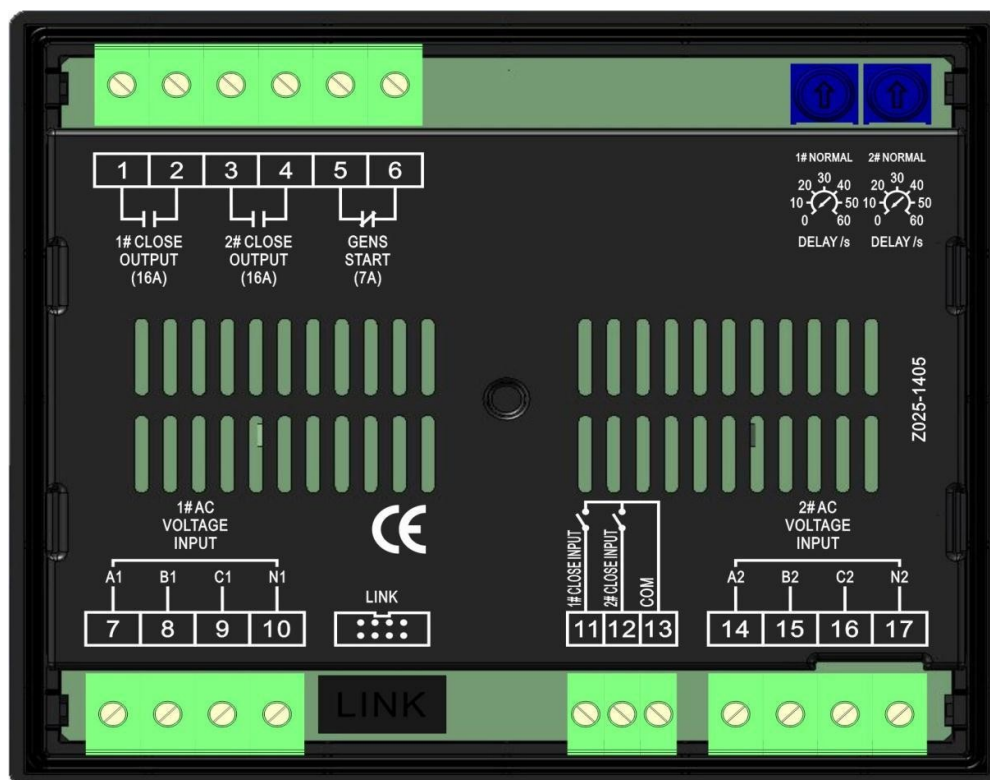 1 2 3 4 5 6
1# CLOSE
OUTPUT
(16A)
2# CLOSE
OUTPUT
(16A)
GENS
START
(7A)
1# NORMAL
0 10 20 30 40 50 60
DELAY /s
2# NORMAL
0 10 20 30 40 50 60
DELAY /s
Z025-1405
1# AC
VOLTAGE
INPUT
A1 B1 C1 N1
7 8 9 10
CE
LINK
1# CLOSE INPUT
2# CLOSE INPUT
COM
11 12 13
2# AC
VOLTAGE
INPUT
A2 B2 C2 N2
14 15 16 17
LINK